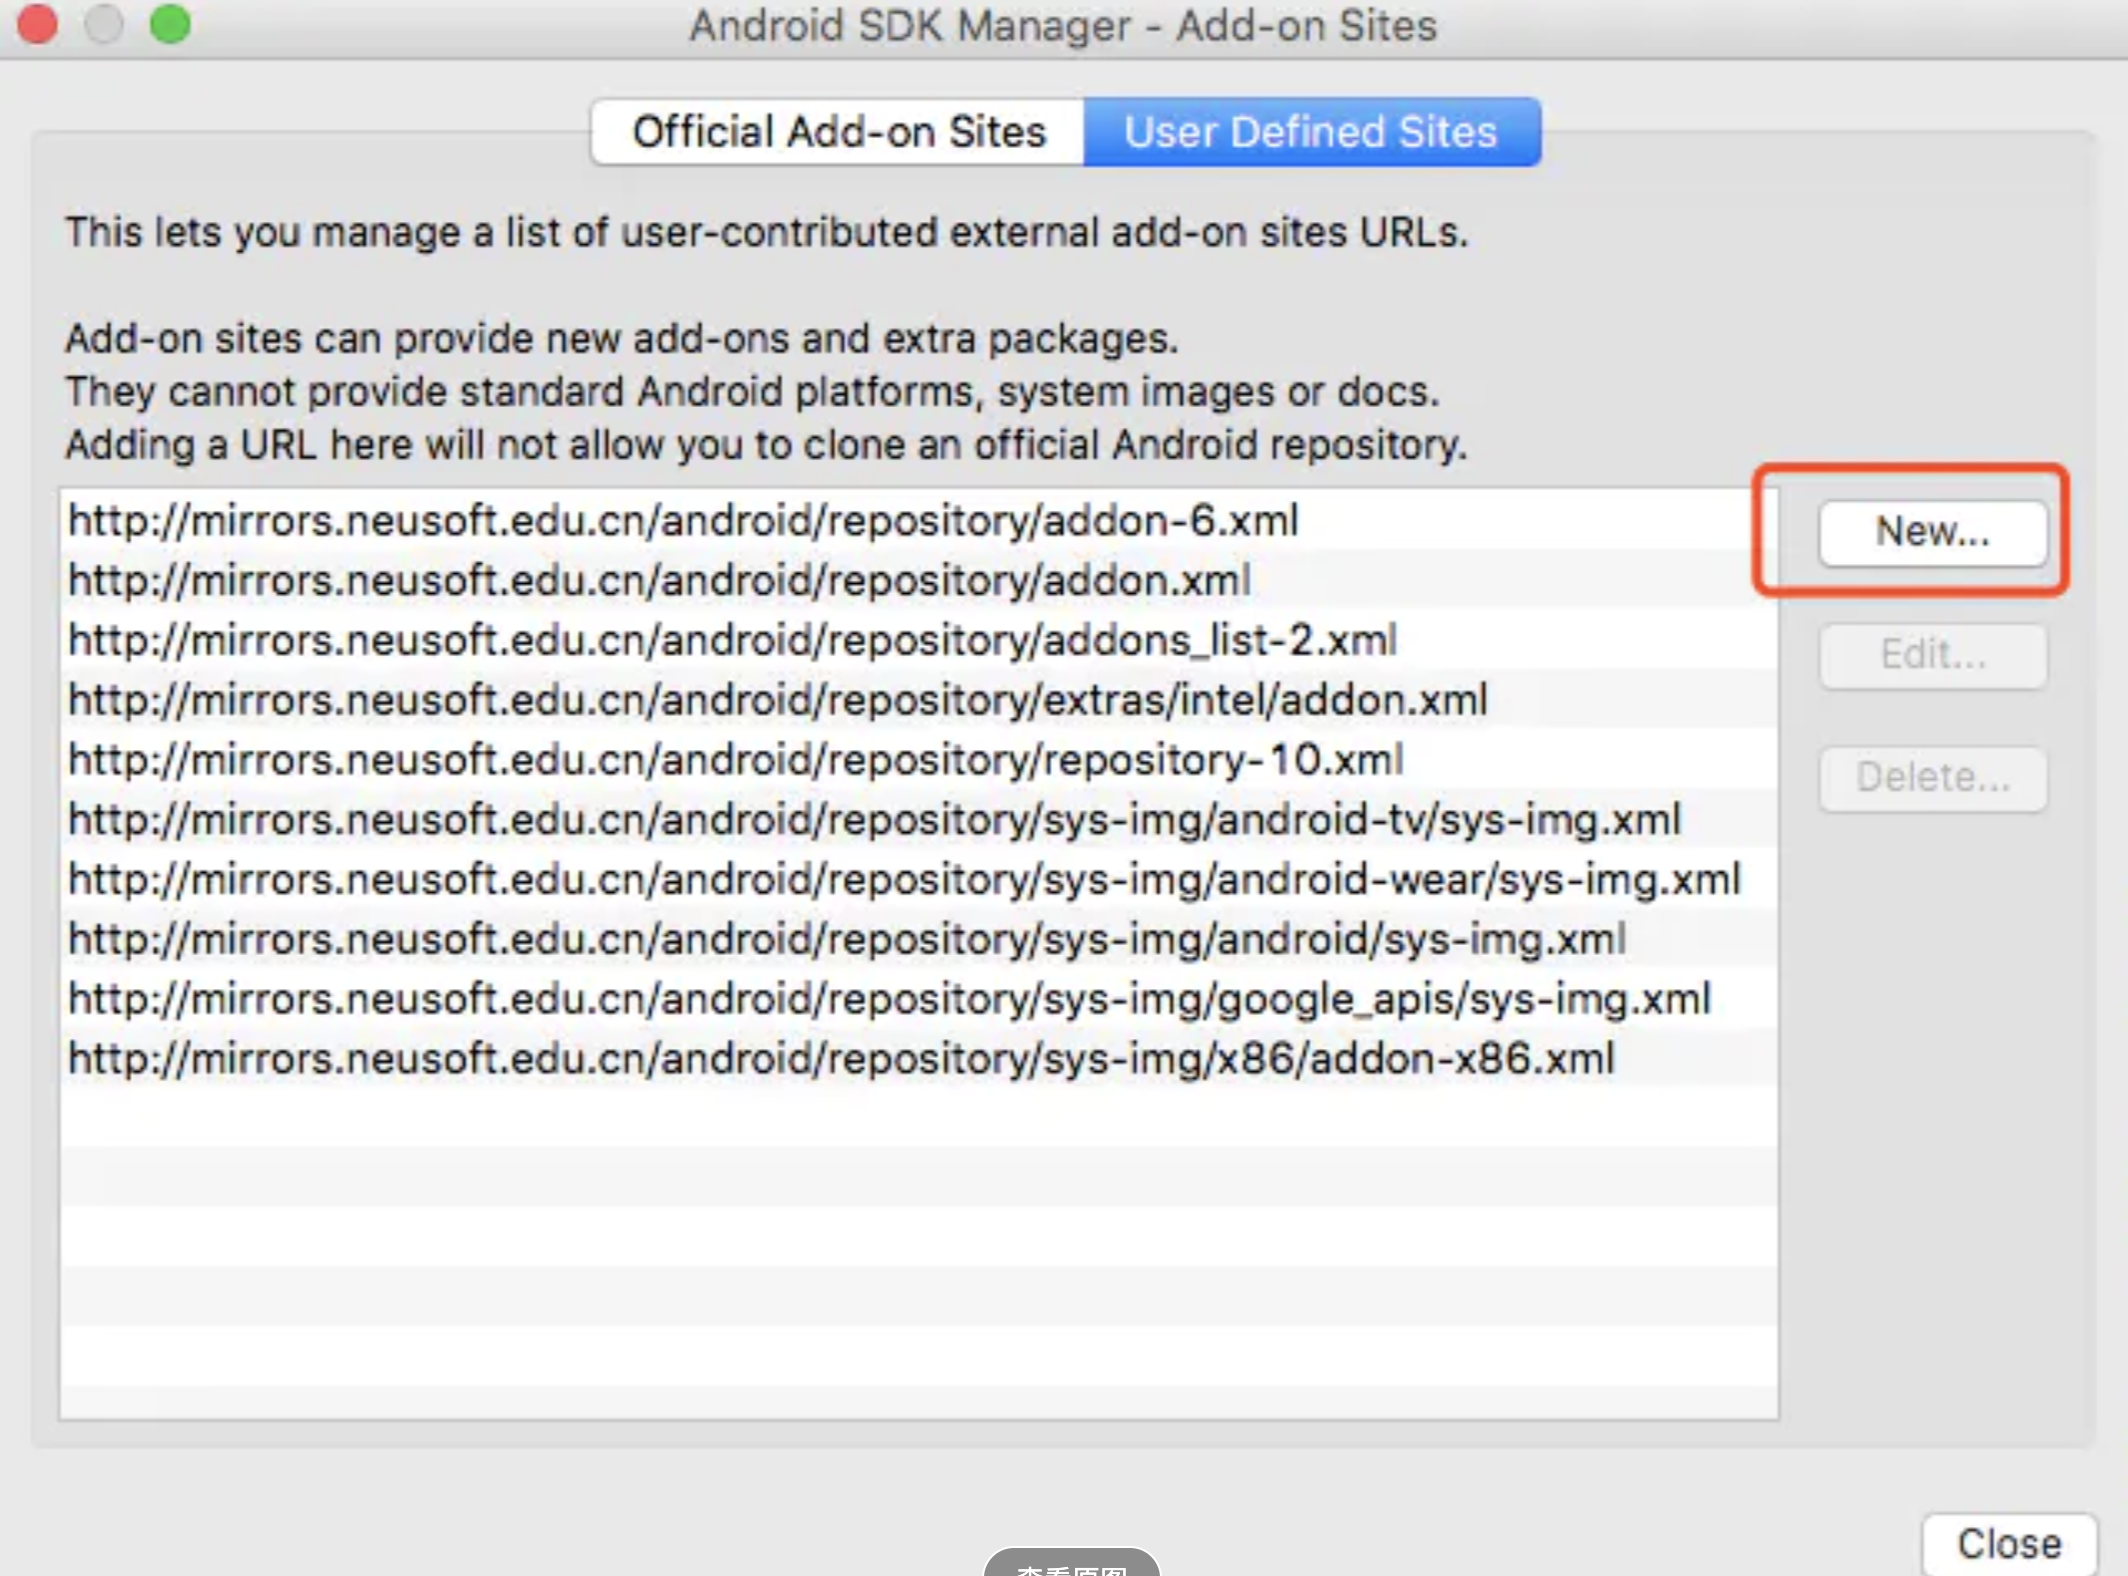 Android SDK Manager - Add-on Sites
Official Add-on Sites
User Defined Sites
This lets you manage a list of user-contributed external add-on sites URLs.
Add-on sites can provide new add-ons and extra packages.
They cannot provide standard Android platforms, system images or docs.
Adding a URL here will not allow you to clone an official Android repository.
http://mirrors.neusoft.edu.cn/android/repository/addon-6.xml
http://mirrors.neusoft.edu.cn/android/repository/addon.xml
http://mirrors.neusoft.edu.cn/android/repository/addons_list-2.xml
http://mirrors.neusoft.edu.cn/android/repository/extras/intel/addon.xml
http://mirrors.neusoft.edu.cn/android/repository/repository-10.xml
http://mirrors.neusoft.edu.cn/android/repository/sys-img/android-tv/sys-img.xml
http://mirrors.neusoft.edu.cn/android/repository/sys-img/android-wear/sys-img.xml
http://mirrors.neusoft.edu.cn/android/repository/sys-img/android/sys-img.xml
http://mirrors.neusoft.edu.cn/android/repository/sys-img/google_apis/sys-img.xml
http://mirrors.neusoft.edu.cn/android/repository/sys-img/x86/addon-x86.xml
New...
Edit...
Delete...
Close
查看原图